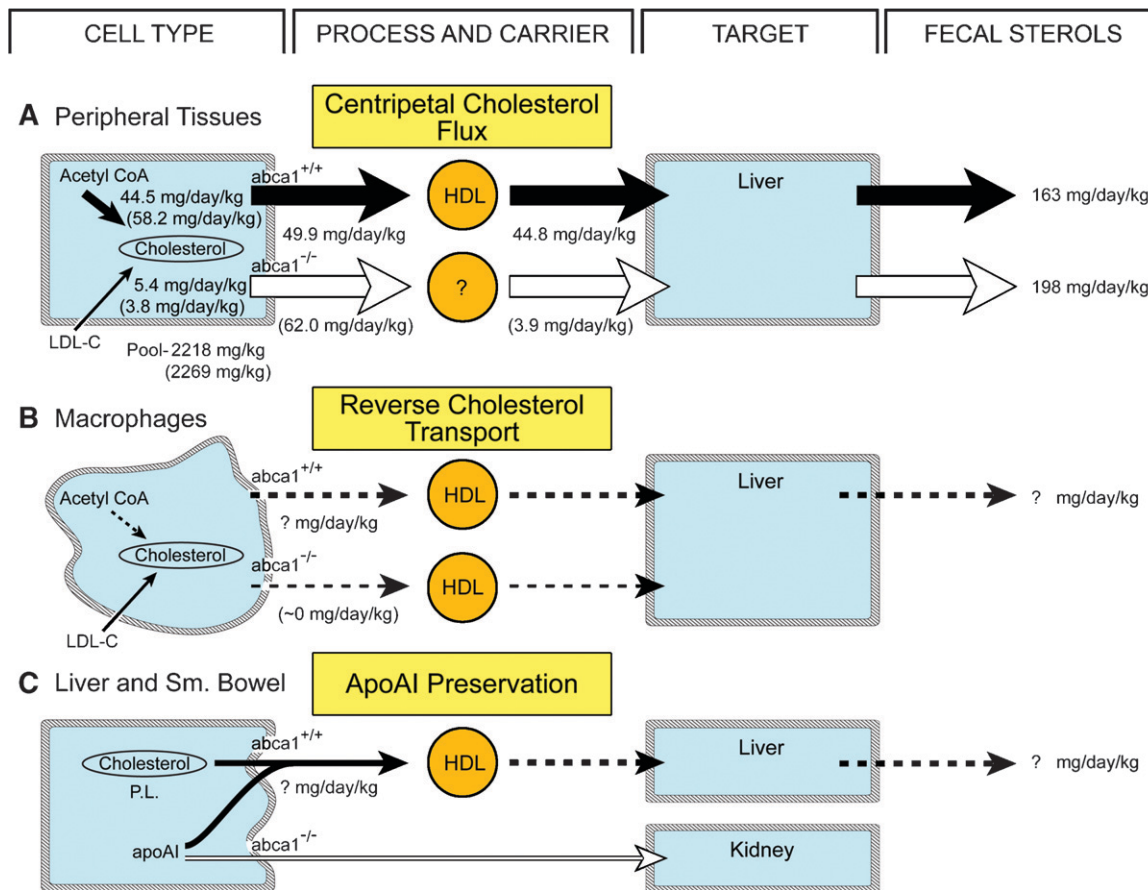 CELL TYPE
PROCESS AND CARRIER
TARGET
FECAL STEROLS
A Peripheral Tissues
Centripetal Cholesterol
Flux
Acetyl CoA
44.5 mg/day/kg
(58.2 mg/day/kg)
Cholesterol
5.4 mg/day/kg
(3.8 mg/day/kg)
LDL-C
Pool-2218 mg/kg
(2269 mg/kg)
abca1+/+
49.9 mg/day/kg
HDL
44.8 mg/day/kg
Liver
163 mg/day/kg
abca1-/-
(62.0 mg/day/kg)
?
(3.9 mg/day/kg)
198 mg/day/kg
B Macrophages
Reverse Cholesterol
Transport
Acetyl CoA
Cholesterol
LDL-C
abca1+/+
? mg/day/kg
HDL
Liver
? mg/day/kg
abca1-/-
(~0 mg/day/kg)
HDL
C Liver and Sm. Bowel
ApoAI Preservation
Cholesterol
P.L.
apoAI
abca1+/+
? mg/day/kg
HDL
Liver
? mg/day/kg
abca1-/-
Kidney